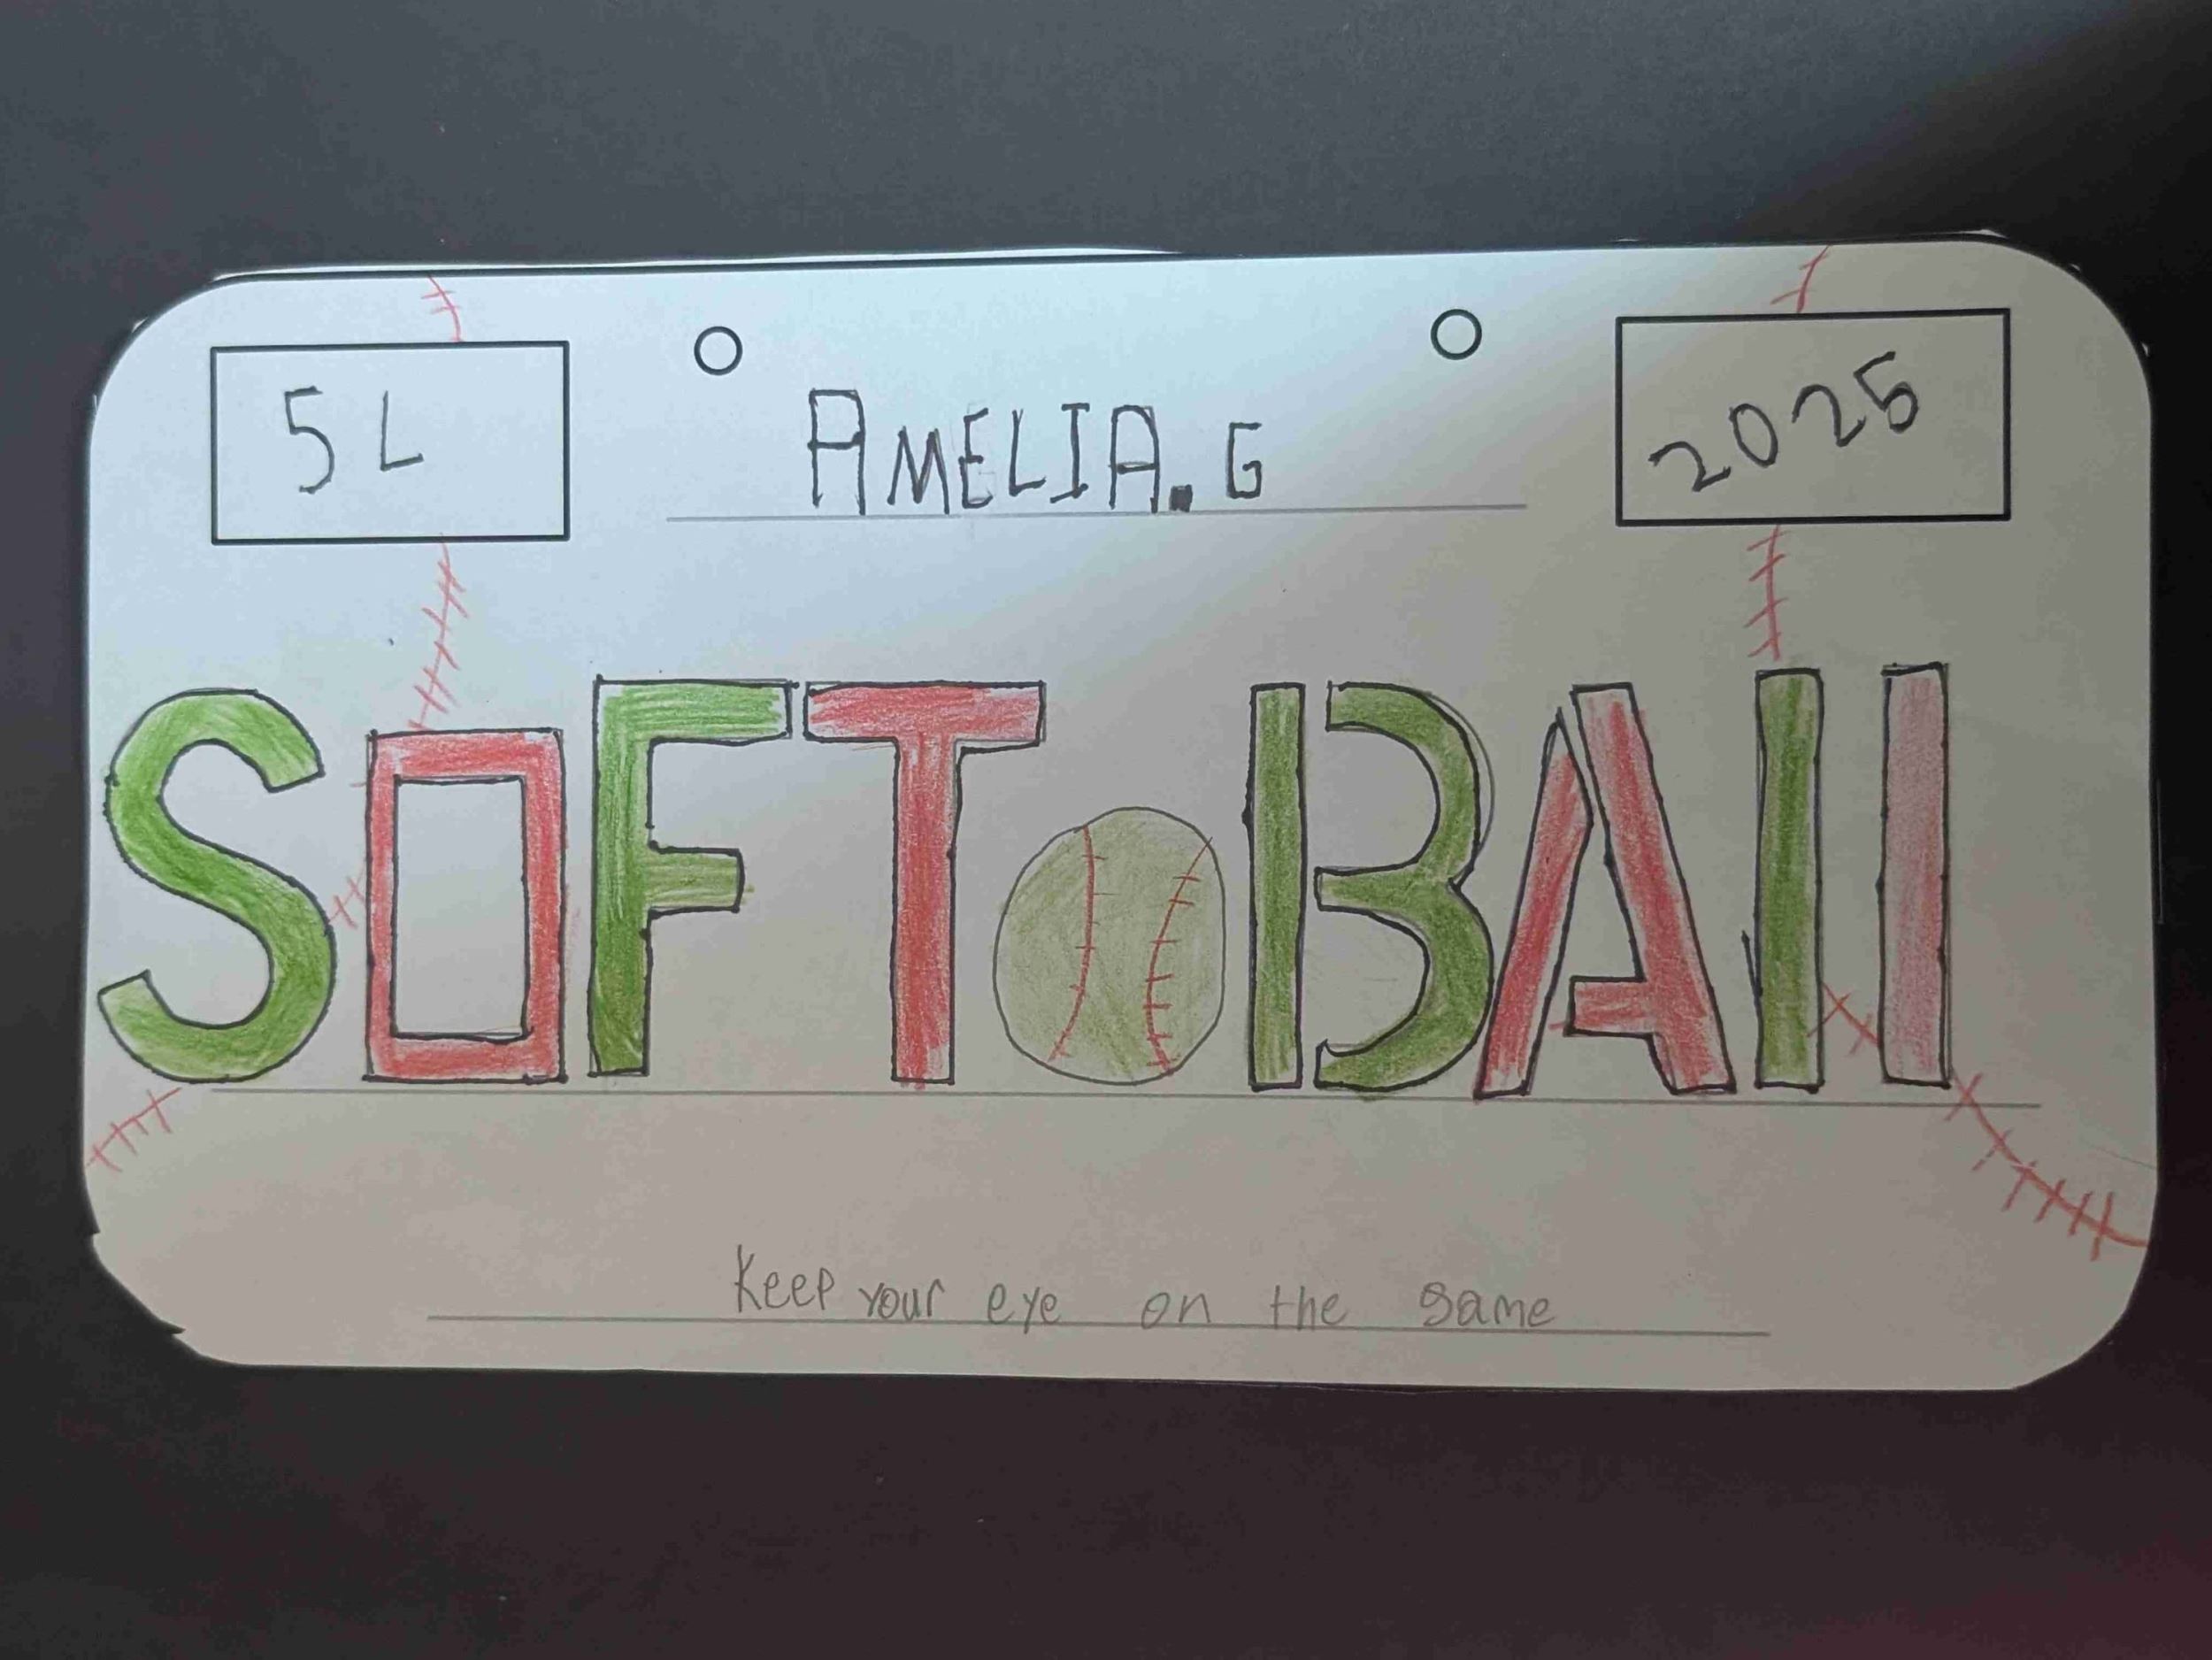 5L
AMELIA.G
2025
SOFTBAll
Keep your eye on the game